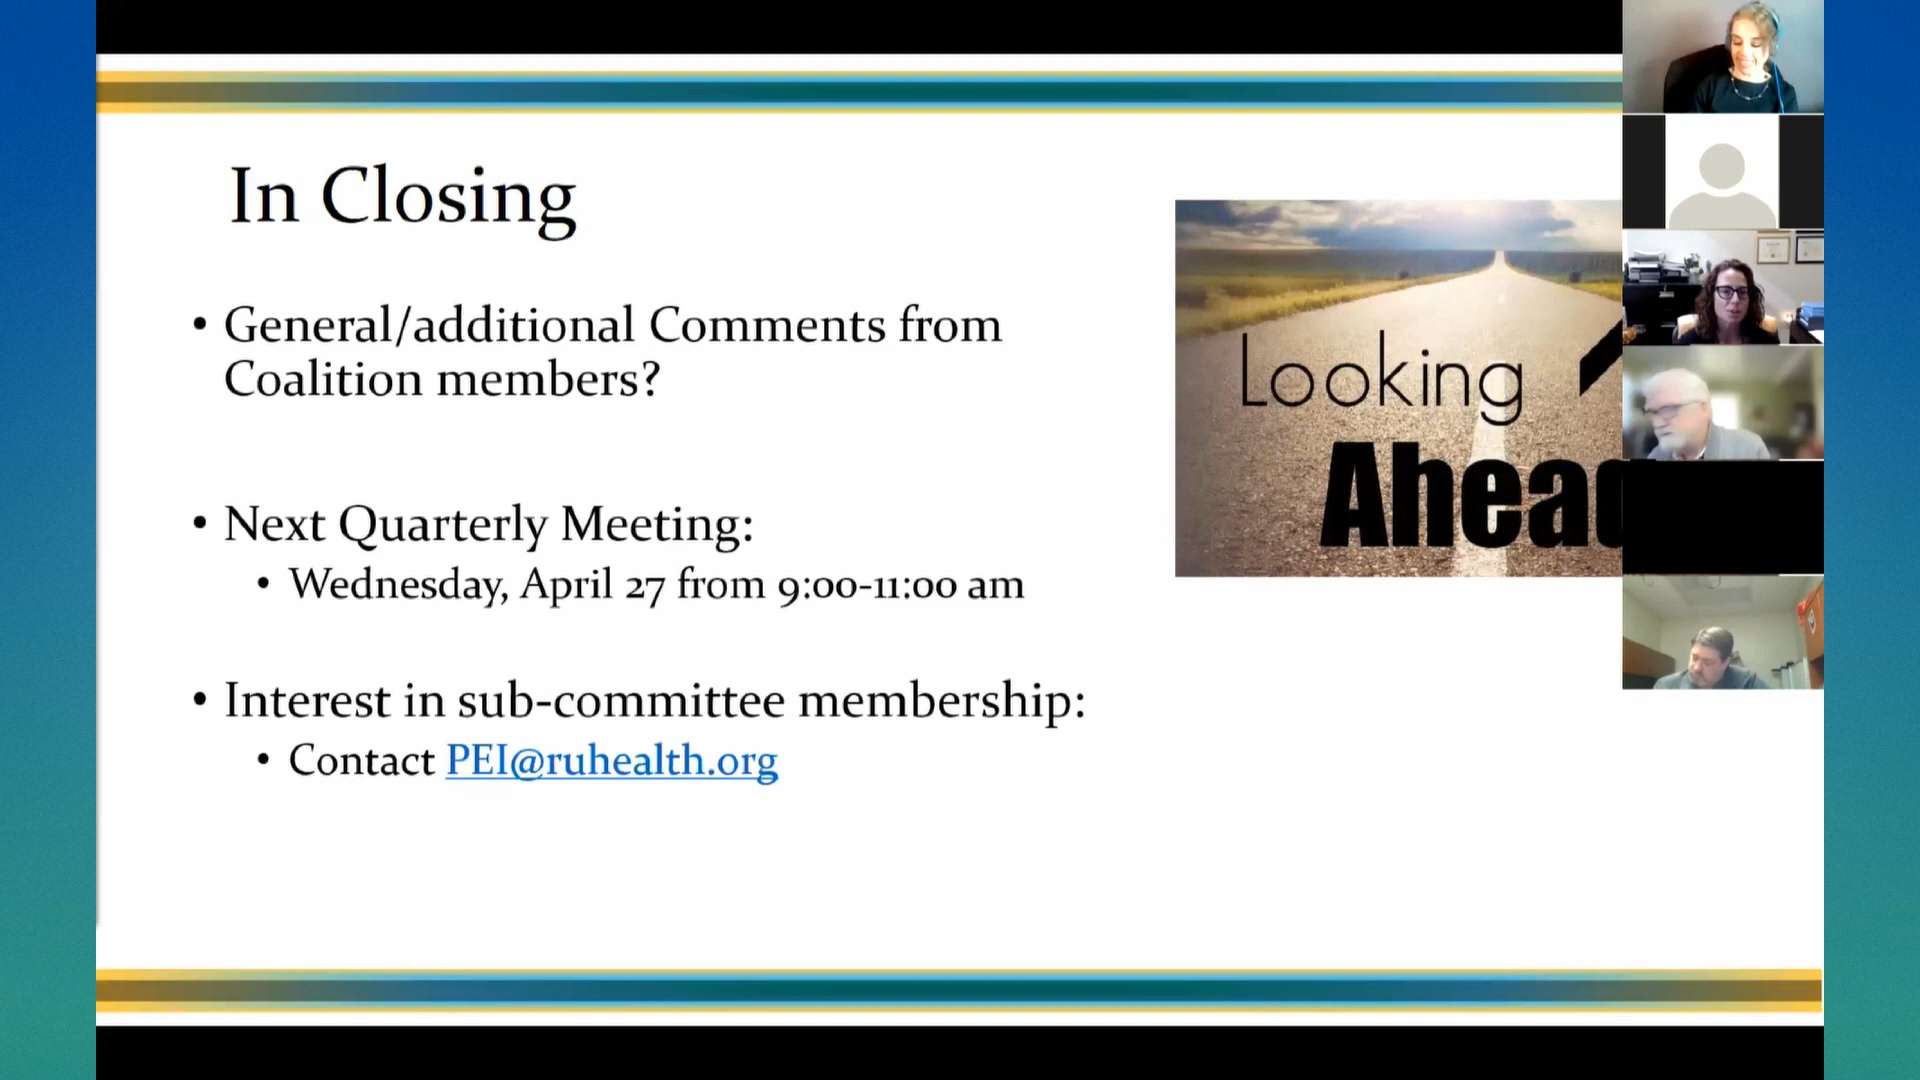 In Closing
• General/additional Comments from
Coalition members?
• Next Quarterly Meeting:
• Wednesday, April 27 from 9:00-11:00 am
• Interest in sub-committee membership:
• Contact PEI@ruhealth.org
Looking
Ahead